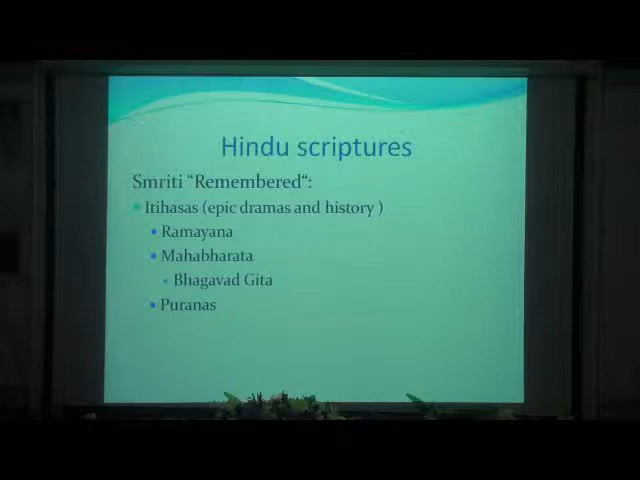 Hindu scriptures
Smriti “Remembered“:
Itihasas (epic dramas and history )
Ramayana
Mahabharata
Bhagavad Gita
Puranas